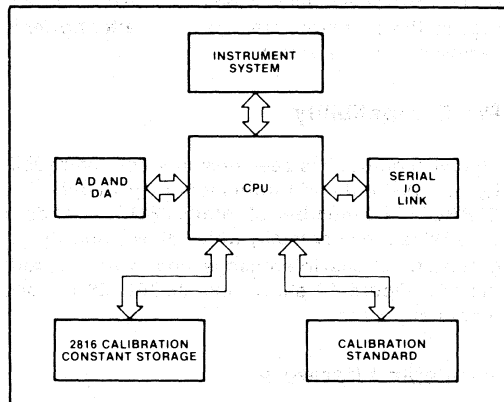 INSTRUMENT
SYSTEM
A D AND
D/A
CPU
SERIAL
I/O
LINK
2816 CALIBRATION
CONSTANT STORAGE
CALIBRATION
STANDARD